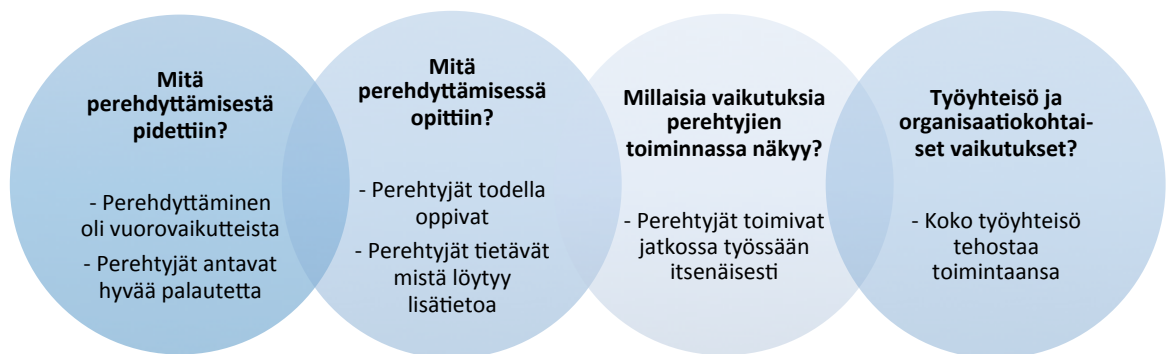 Mitä
perehdyttämisestä
pidettiin?
- Perehdyttäminen
oli vuorovaikutteista
- Perehtyjät antavat
hyvää palautetta
Mitä
perehdyttämisessä
opittiin?
- Perehtyjät todella
oppivat
- Perehtyjät tietävät
mistä löytyy
lisätietoa
Millaisia vaikutuksia
perehtyjien
toiminnassa näkyy?
- Perehtyjät toimivat
jatkossa työssään
itsenäisesti
Työyhteisö ja
organisaatiokohtai-
set vaikutukset?
- Koko työyhteisö
tehostaa
toimintaansa